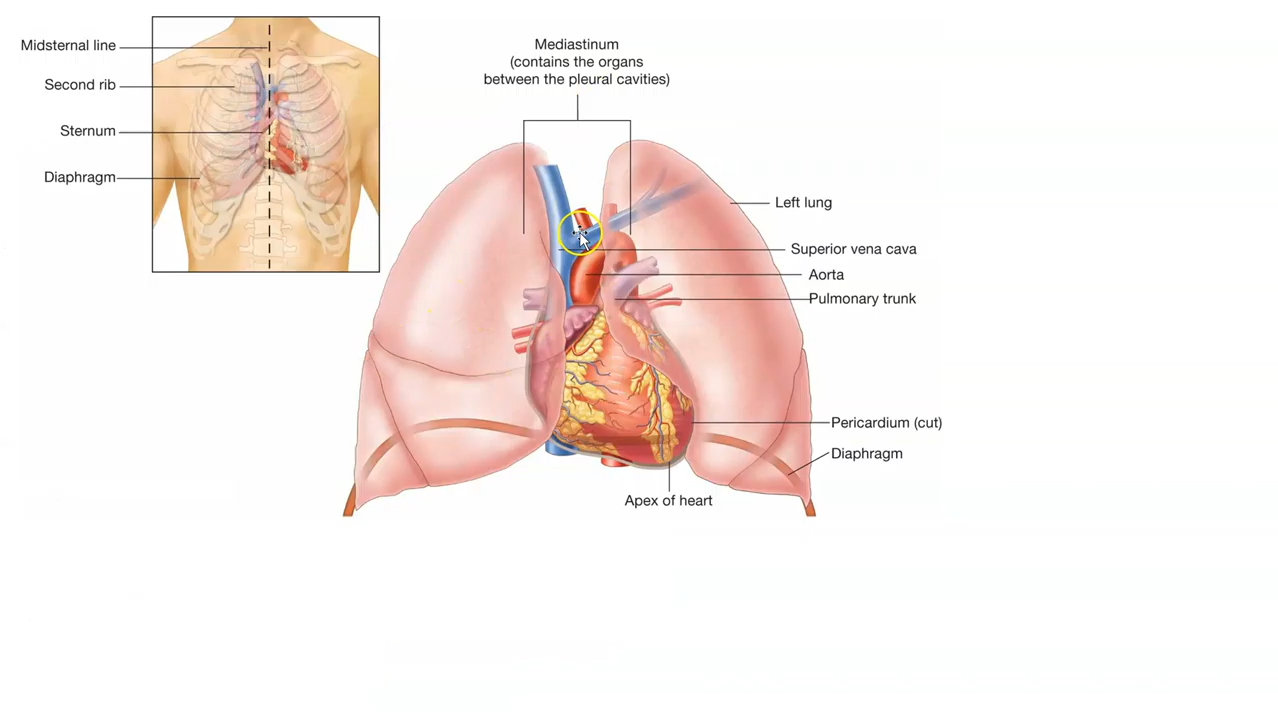 Midsternal line
Second rib
Sternum
Diaphragm
Mediastinum
(contains the organs
between the pleural cavities)
Left lung
Superior vena cava
Aorta
Pulmonary trunk
Pericardium (cut)
Diaphragm
Apex of heart